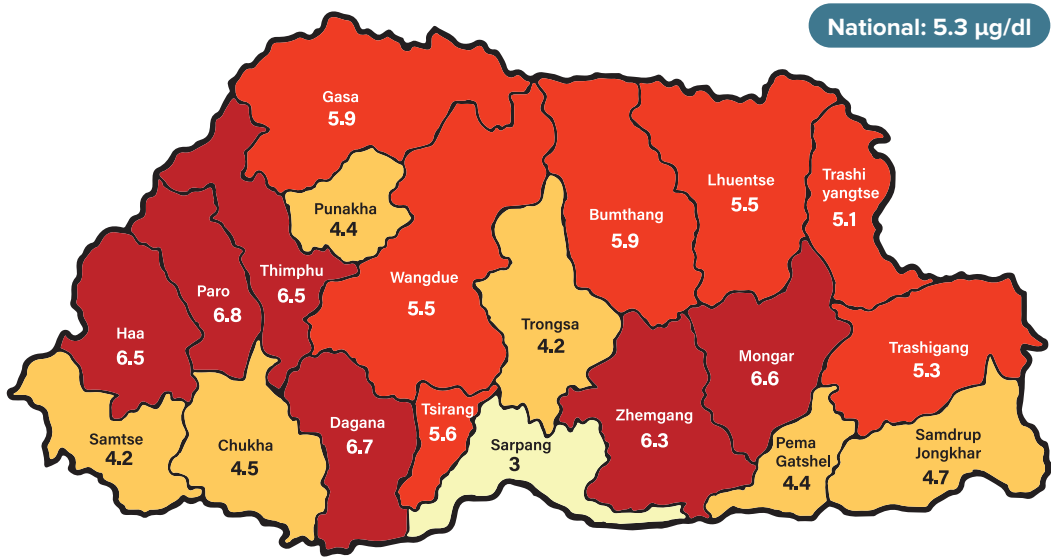 National: 5.3 µg/dl
Gasa
5.9
Punakha
4.4
Thimphu
6.5
Paro
6.8
Haa
6.5
Samtse
4.2
Chukha
4.5
Dagana
6.7
Tsirang
5.6
Wangdue
5.5
Trongsa
4.2
Sarpang
3
Bumthang
5.9
Zhemgang
6.3
Lhuentse
5.5
Mongar
6.6
Trashi
yangtse
5.1
Trashigang
5.3
Pema
Gatshel
4.4
Samdrup
Jongkhar
4.7